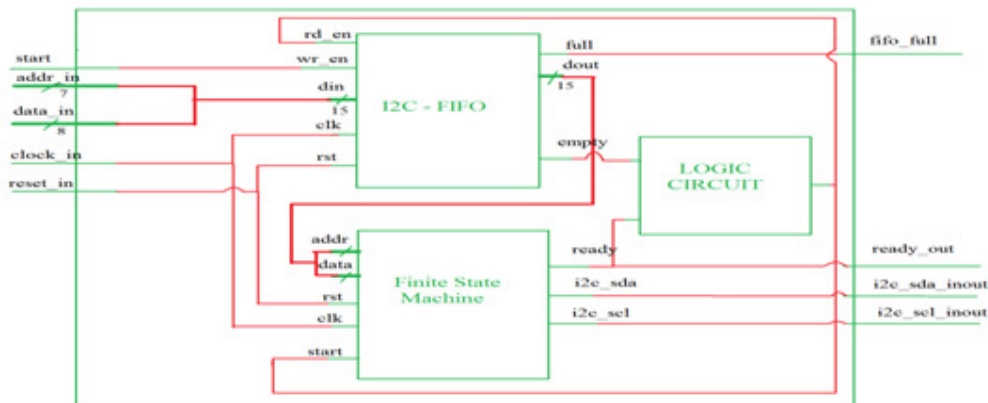 rd_en
full
fifo_full
start
wr_en
dout
addr_in
7
din
15
15
I2C - FIFO
data_in
8
clk
empty
clock_in
rst
LOGIC
CIRCUIT
reset_in
addr
ready
ready_out
data
Finite State
Machine
i2c_sda
i2c_sda_inout
rst
clk
i2c_scl
i2c_scl_inout
start